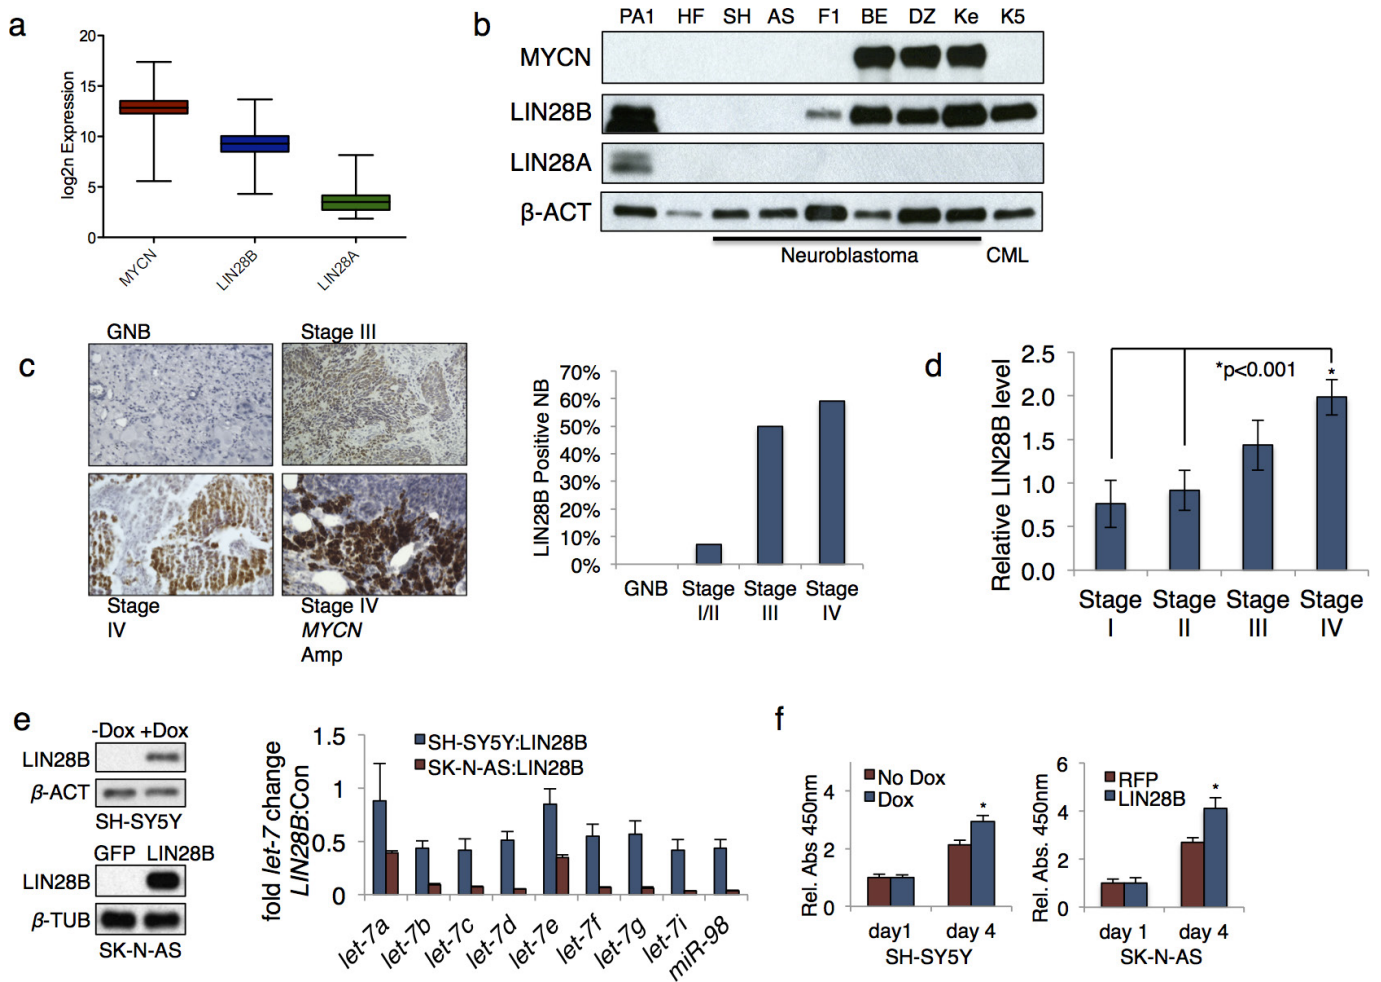 a
20
15
10
5
0
log2n Expression
MYCN
LIN28B
LIN28A
b
PA1 HF SH AS F1 BE DZ Ke K5
MYCN
LIN28B
LIN28A
β-ACT
Neuroblastoma
CML
c
GNB
Stage III
Stage
IV
Stage IV
MYCN
Amp
LIN28B Positive NB
70%
60%
50%
40%
30%
20%
10%
0%
GNB
Stage
I/II
Stage
III
Stage
IV
d
Relative LIN28B level
2.5
2.0
1.5
1.0
0.5
0.0
*p<0.001
*
Stage
I
Stage
II
Stage
III
Stage
IV
e
-Dox +Dox
LIN28B
β-ACT
SH-SY5Y
GFP LIN28B
LIN28B
β-TUB
SK-N-AS
fold let-7 change
LIN28B:Con
1.5
1
0.5
0
SH-SY5Y:LIN28B
SK-N-AS:LIN28B
let-7a
let-7b
let-7c
let-7d
let-7e
let-7f
let-7g
let-7i
miR-98
f
Rel. Abs 450nm
4
2
0
No Dox
Dox
*
day1
day 4
SH-SY5Y
Rel. Abs. 450nm
6
4
2
0
RFP
LIN28B
*
day 1
day 4
SK-N-AS